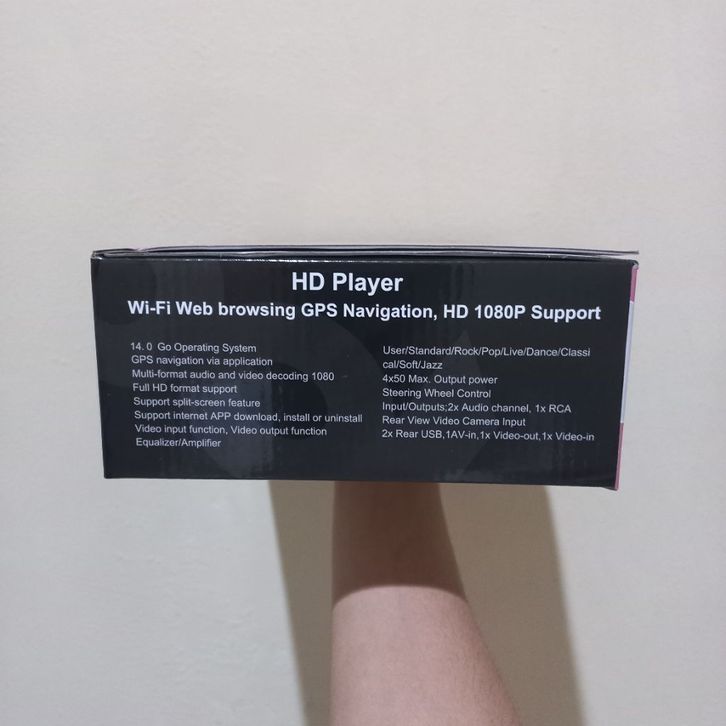 HD Player
Wi-Fi Web browsing GPS Navigation, HD 1080P Support
14. 0 Go Operating System
GPS navigation via application
Multi-format audio and video decoding 1080
Full HD format support
Support split-screen feature
Support internet APP download, install or uninstall
Video input function, Video output function
Equalizer/Amplifier
User/Standard/Rock/Pop/Live/Dance/Classi
cal/Soft/Jazz
4x50 Max. Output power
Steering Wheel Control
Input/Outputs;2x Audio channel, 1x RCA
Rear View Video Camera Input
2x Rear USB,1AV-in,1x Video-out,1x Video-in